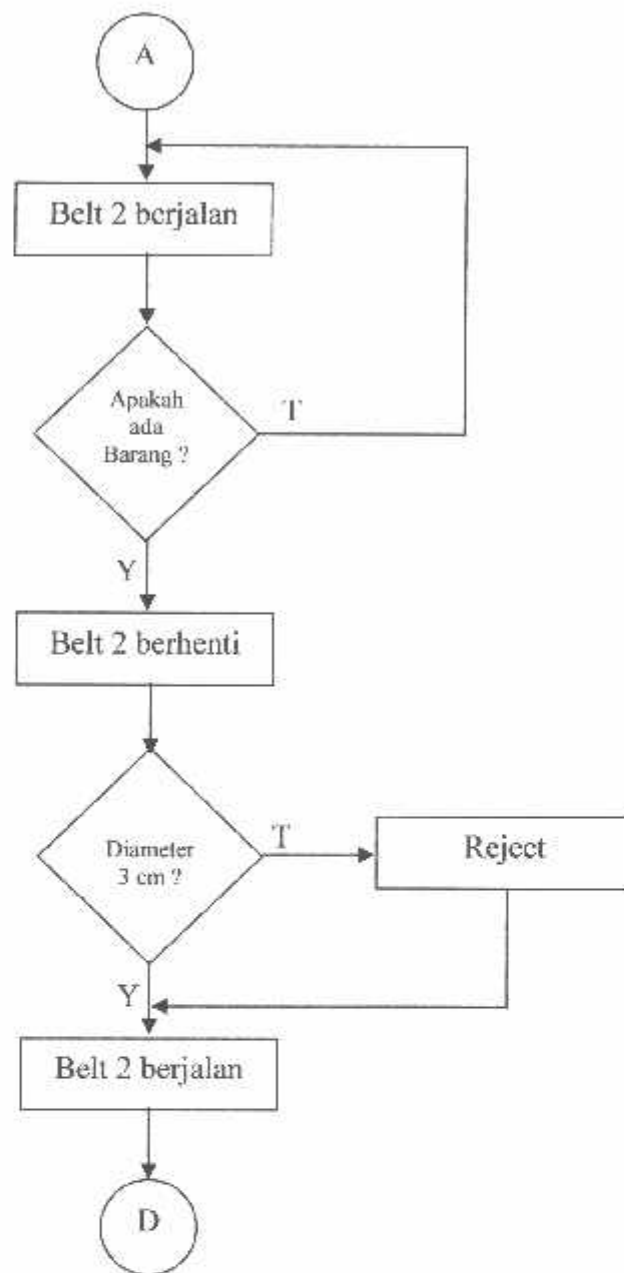 A
Belt 2 berjalan
Apakah
ada
Barang ?
T
Y
Belt 2 berhenti
Diameter
3 cm ?
T
Reject
Y
Belt 2 berjalan
D